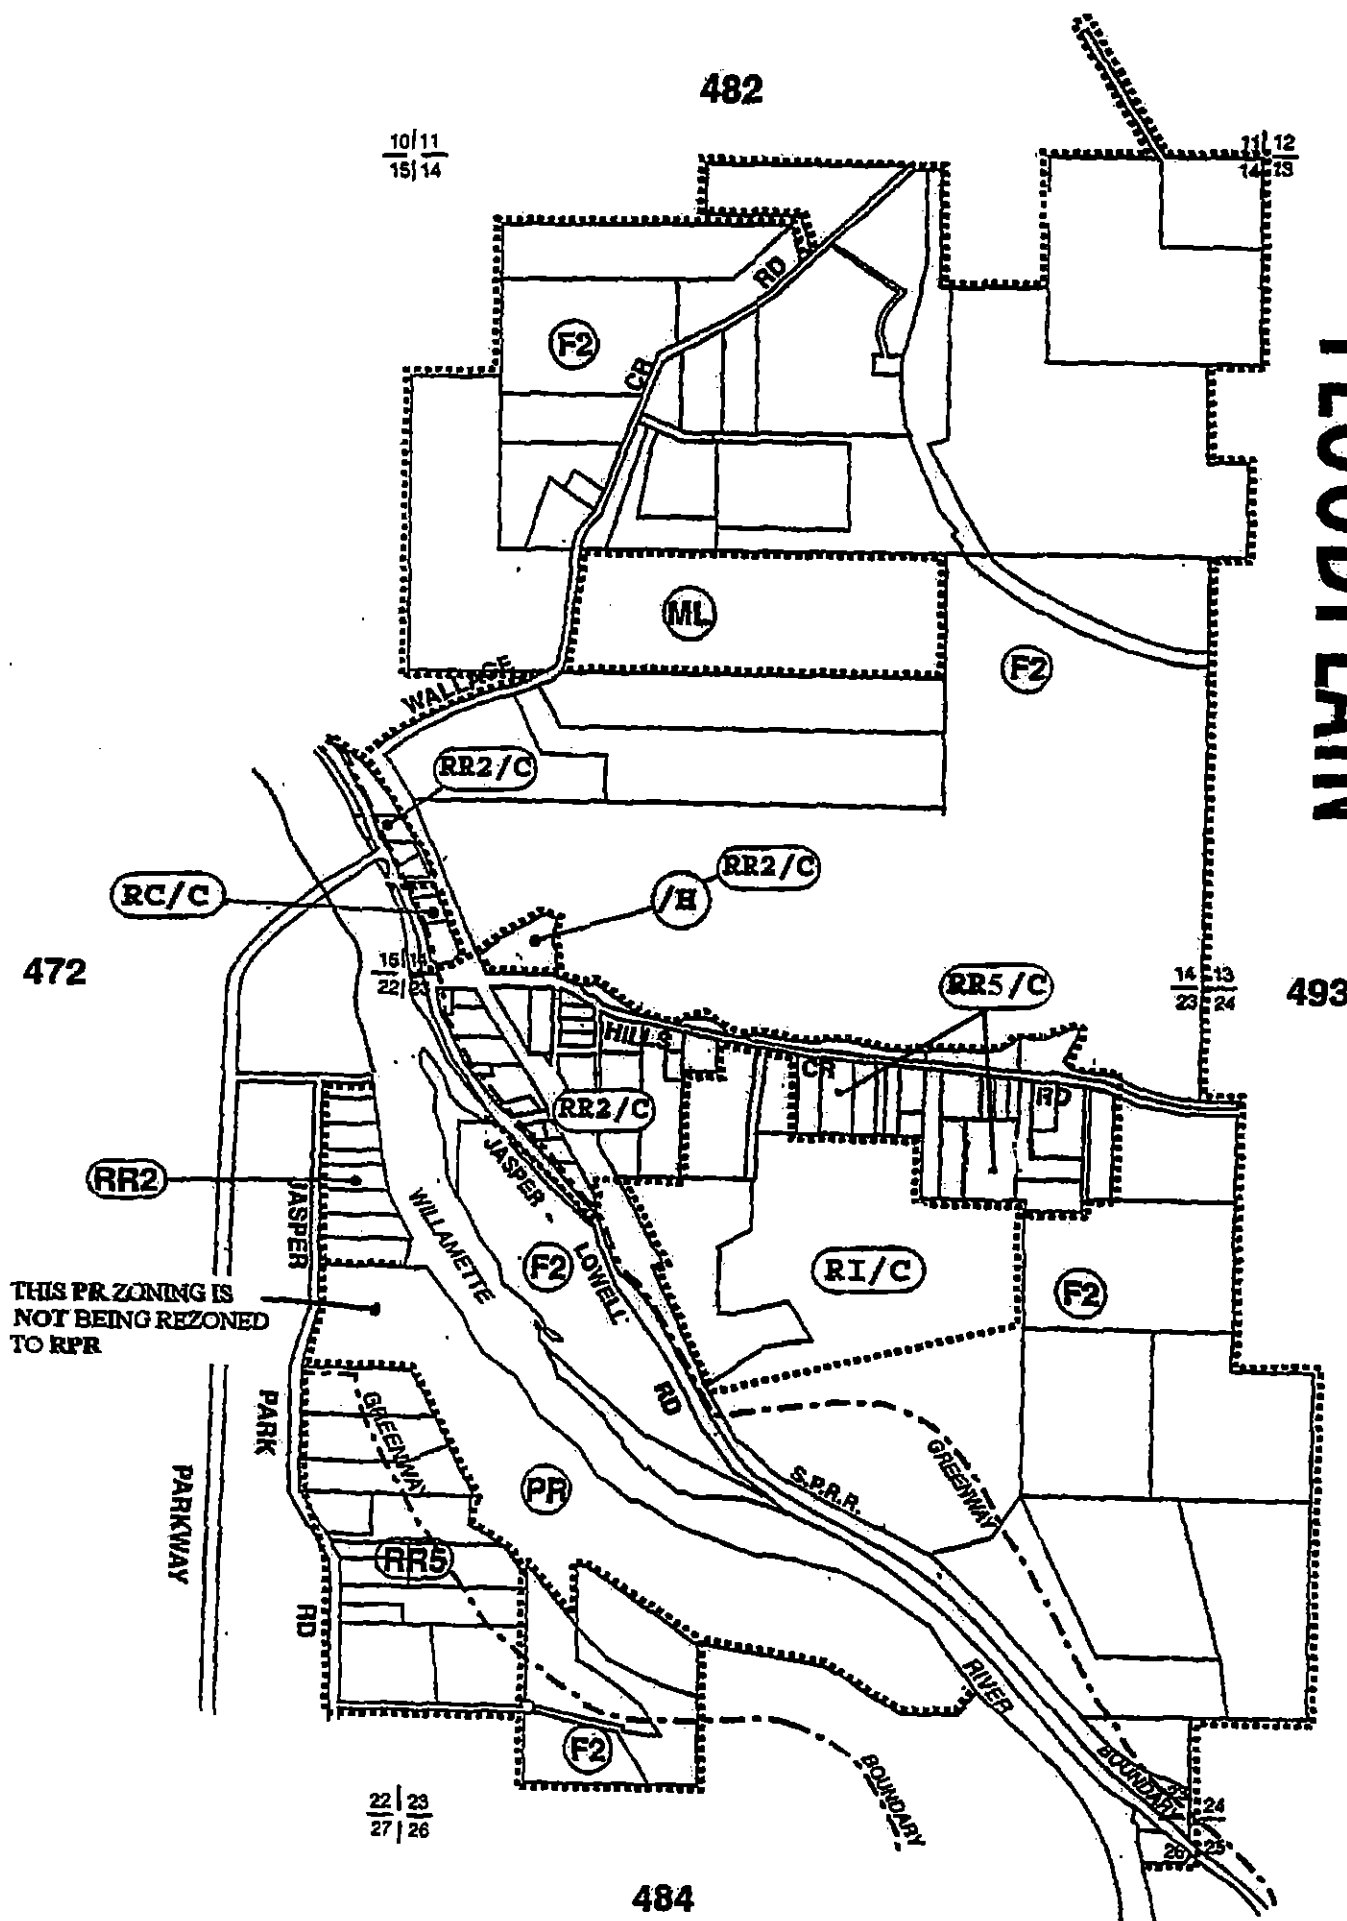 482
10 11
15 14
11 12
14 13
RD
F2
CR
ML
F2
WALLACE
RR2/C
RR2/C
RC/C
/H
472
15 14
22 23
RR5/C
14 13
23 24
493
HILLS
CR
RD
RR2/C
JASPER
RR2
JASPER
WILLAMETTE
F2
LOWELL
RI/C
F2
THIS PR ZONING IS
NOT BEING REZONED
TO RPR
RD
PARK
GREENWAY
GREENWAY
PARKWAY
PR
S.P.R.R.
RR5
RD
RIVER
F2
BOUNDARY
BOUNDARY
22 23
27 26
24
26 25
484